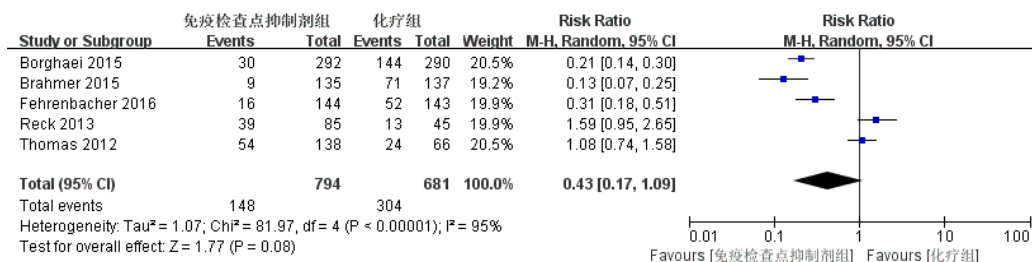 免疫检查点抑制剂组 化疗组 Risk Ratio Risk Ratio
Study or Subgroup Events Total Events Total Weight M-H, Random, 95% CI M-H, Random, 95% CI
Borghaei 2015 30 292 144 290 20.5% 0.21 [0.14, 0.30]
Brahmer 2015 9 135 71 137 19.2% 0.13 [0.07, 0.25]
Fehrenbacher 2016 16 144 52 143 19.9% 0.31 [0.18, 0.51]
Reck 2013 39 85 13 45 19.9% 1.59 [0.95, 2.65]
Thomas 2012 54 138 24 66 20.5% 1.08 [0.74, 1.58]
Total (95% CI) 794 681 100.0% 0.43 [0.17, 1.09]
Total events 148 304
Heterogeneity: Tau² = 1.07; Chi² = 81.97, df = 4 (P < 0.00001); I² = 95%
Test for overall effect: Z = 1.77 (P = 0.08)
0.01 0.1 1 10 100
Favours [免疫检查点抑制剂组] Favours [化疗组]